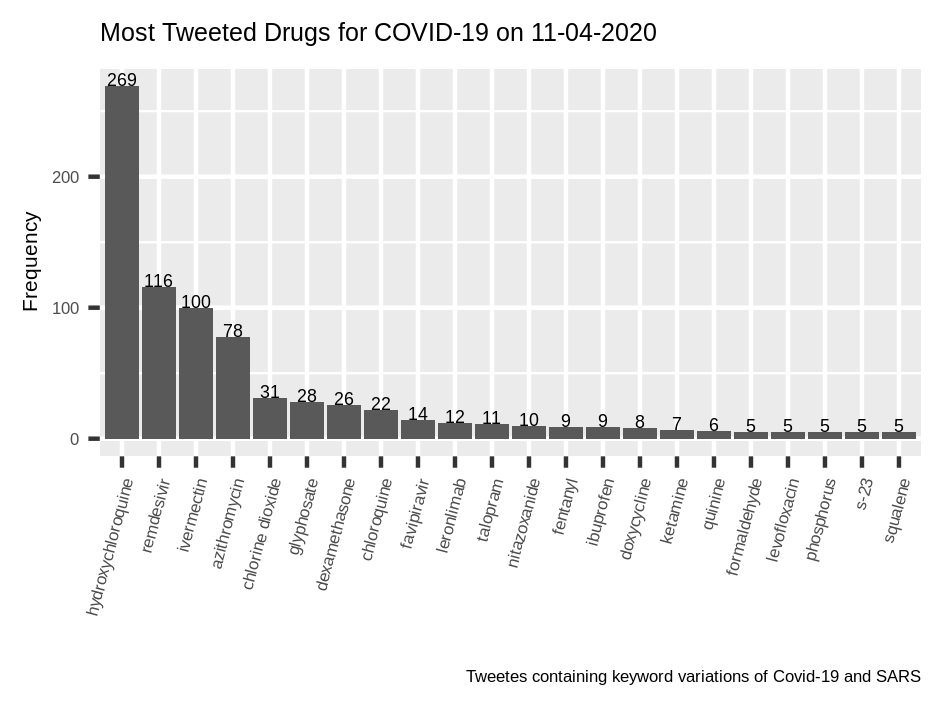 Most Tweeted Drugs for COVID-19 on 11-04-2020
Frequency
200
100
0
269
116
100
78
31
28
26
22
14
12
11
10
9
9
8
7
6
5
5
5
5
5
hydroxychloroquine
remdesivir
ivermectin
azithromycin
chlorine dioxide
glyphosate
dexamethasone
chloroquine
favipiravir
leronlimab
talopram
nitazoxanide
fentanyl
ibuprofen
doxycycline
ketamine
quinine
formaldehyde
levofloxacin
phosphorus
s-23
squalene
Tweetes containing keyword variations of Covid-19 and SARS